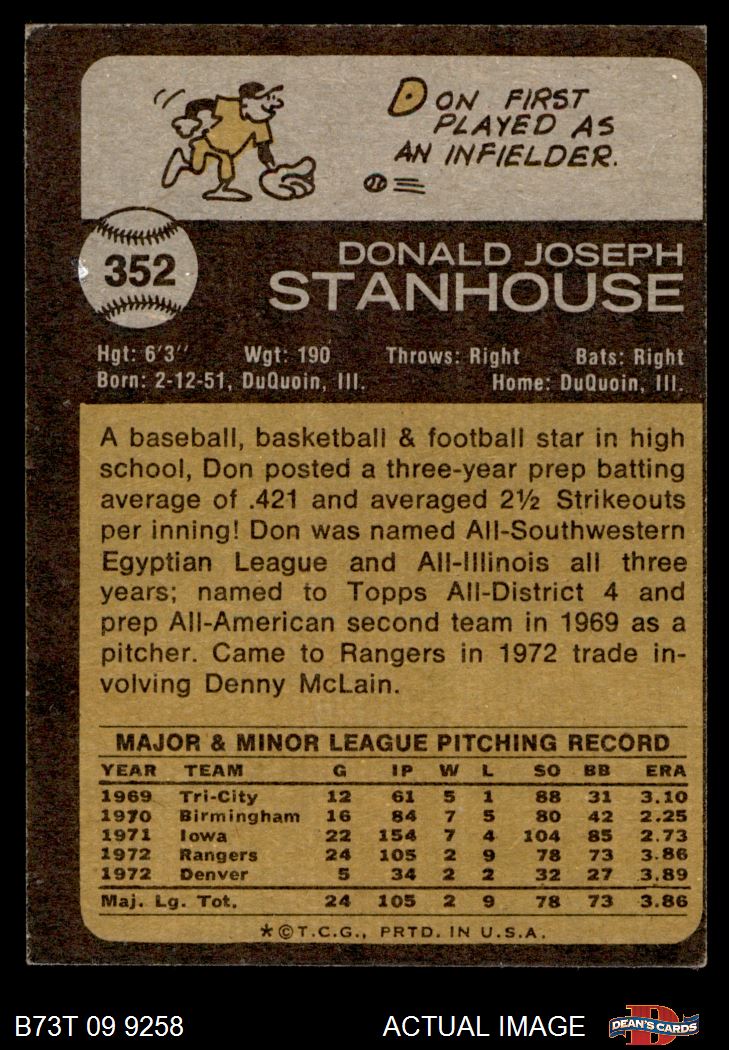 DON FIRST
PLAYED AS
AN INFIELDER.
352
DONALD JOSEPH
STANHOUSE
Hgt: 6'3" Wgt: 190 Throws: Right Bats: Right
Born: 2-12-51, DuQuoin, Ill. Home: DuQuoin, Ill.
A baseball, basketball & football star in high
school, Don posted a three-year prep batting
average of .421 and averaged 2½ Strikeouts
per inning! Don was named All-Southwestern
Egyptian League and All-Illinois all three
years; named to Topps All-District 4 and
prep All-American second team in 1969 as a
pitcher. Came to Rangers in 1972 trade in-
volving Denny McLain.
MAJOR & MINOR LEAGUE PITCHING RECORD
YEAR TEAM G IP W L SO BB ERA
1969 Tri-City 12 61 5 1 88 31 3.10
1970 Birmingham 16 84 7 5 80 42 2.25
1971 Iowa 22 154 7 4 104 85 2.73
1972 Rangers 24 105 2 9 78 73 3.86
1972 Denver 5 34 2 2 32 27 3.89
Maj. Lg. Tot. 24 105 2 9 78 73 3.86
*©T.C.G., PRTD. IN U.S.A.
B73T 09 9258 ACTUAL IMAGE DEAN'S CARDS